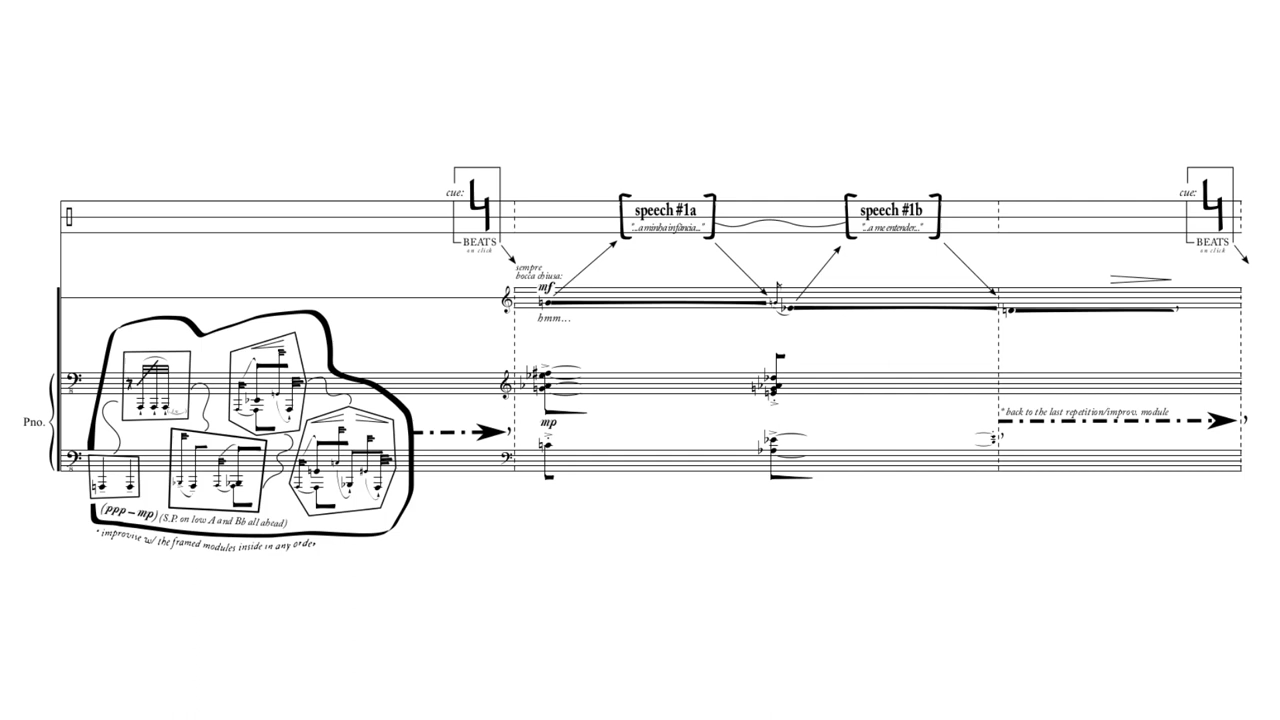 cue:
4
BEATS
on click
speech #1a
"...a minha infância..."
speech #1b
"...a me entender..."
cue:
4
BEATS
on click
sempre
bocca chiusa:
mf
hmm...
Pno.
mp
* back to the last repetition/improv. module
(ppp – mp) (S.P. on low A and Bb all ahead)
* improvise w/ the framed modules inside in any order